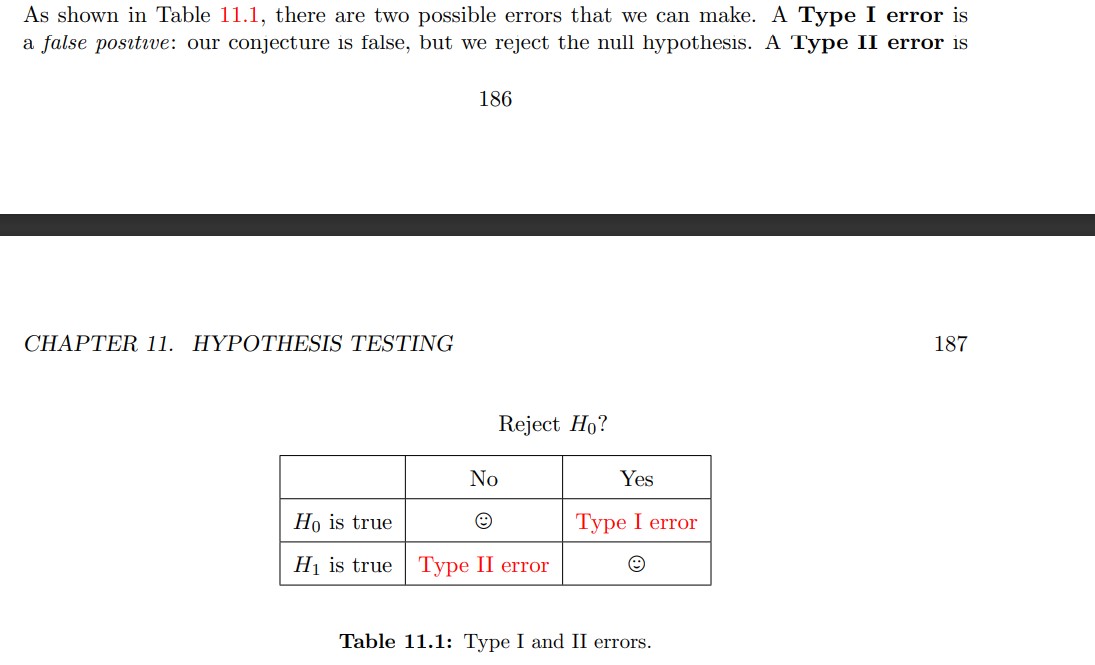 As shown in Table 11.1, there are two possible errors that we can make. A Type I error is
a false positive: our conjecture is false, but we reject the null hypothesis. A Type II error is
186
CHAPTER 11. HYPOTHESIS TESTING 187
Reject H₀?
No Yes
H₀ is true ☺ Type I error
H₁ is true Type II error ☺
Table 11.1: Type I and II errors.